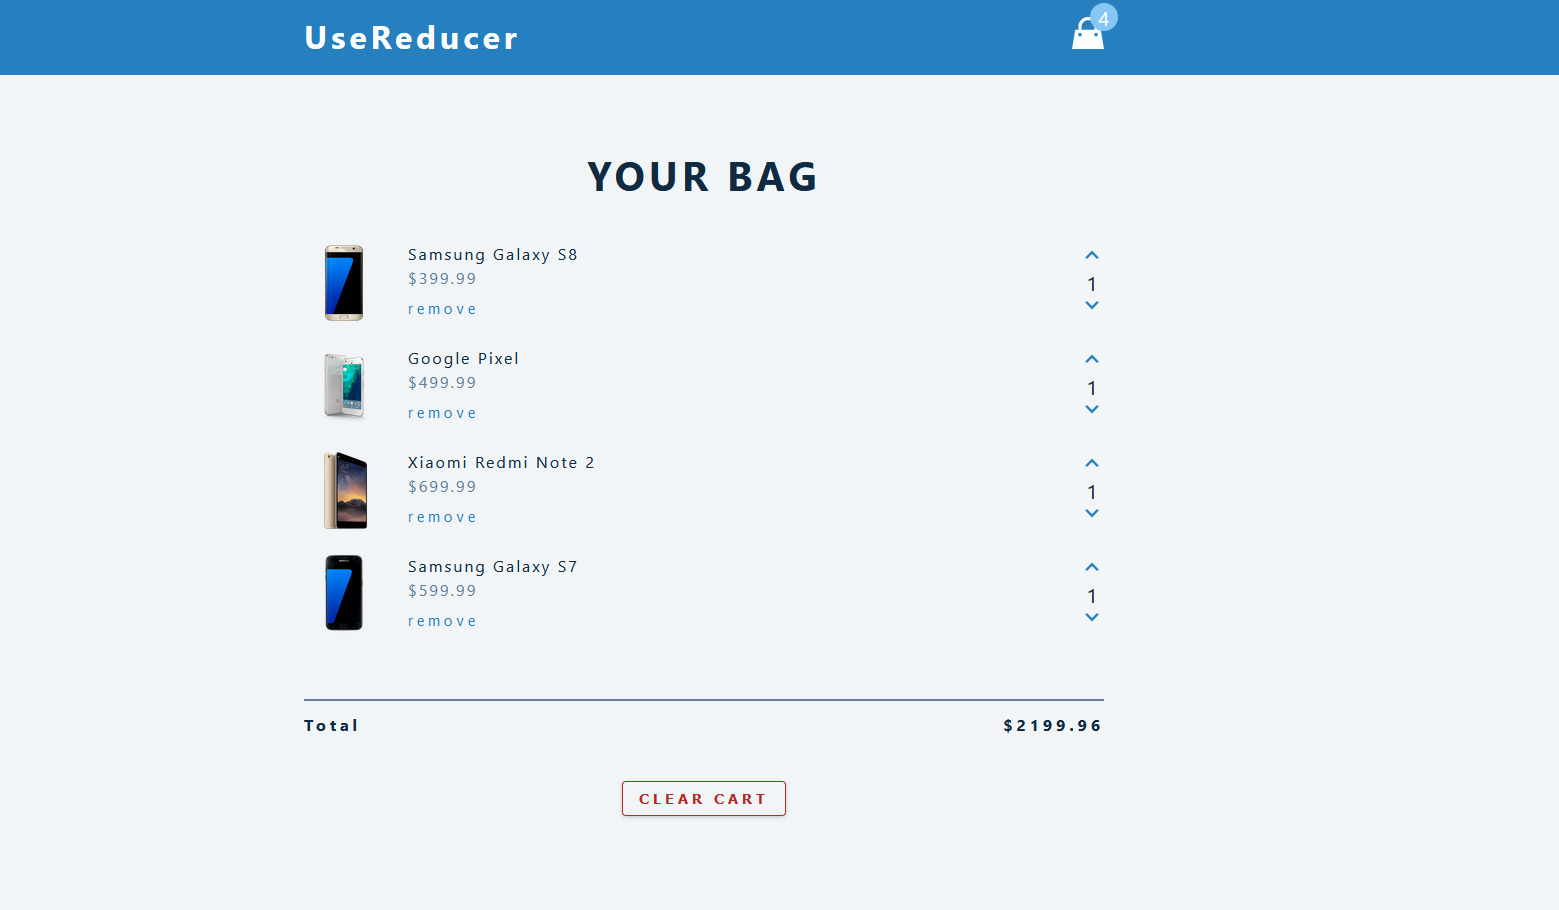 UseReducer
4
YOUR BAG
Samsung Galaxy S8
$399.99
remove
1
Google Pixel
$499.99
remove
1
Xiaomi Redmi Note 2
$699.99
remove
1
Samsung Galaxy S7
$599.99
remove
1
Total $2199.96
CLEAR CART